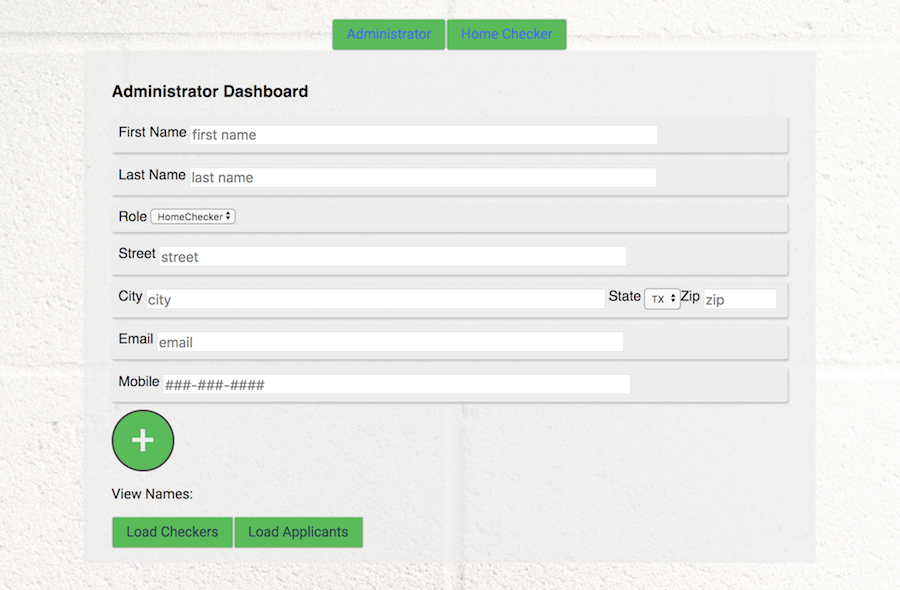 Administrator Home Checker
Administrator Dashboard
First Name first name
Last Name last name
Role HomeChecker
Street street
City city State TX Zip zip
Email email
Mobile ###-###-####
+
View Names:
Load Checkers Load Applicants